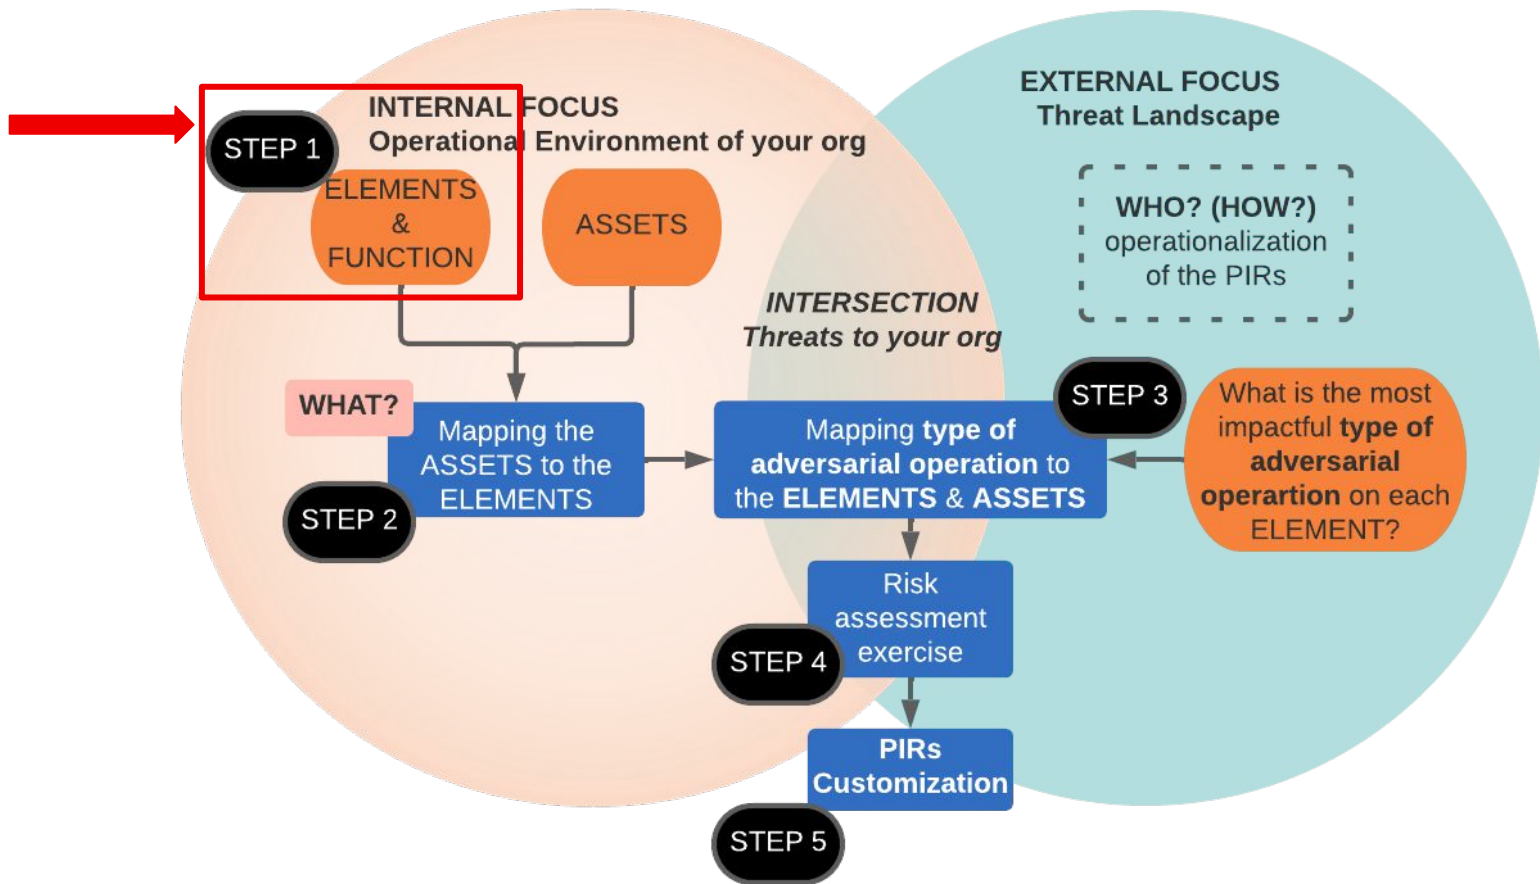 INTERNAL FOCUS
Operational Environment of your org
STEP 1
ELEMENTS
&
FUNCTION
ASSETS
EXTERNAL FOCUS
Threat Landscape
WHO? (HOW?)
operationalization
of the PIRs
INTERSECTION
Threats to your org
WHAT?
Mapping the
ASSETS to the
ELEMENTS
STEP 2
Mapping type of
adversarial operation to
the ELEMENTS & ASSETS
STEP 3
What is the most
impactful type of
adversarial
operartion on each
ELEMENT?
Risk
assessment
exercise
STEP 4
PIRs
Customization
STEP 5